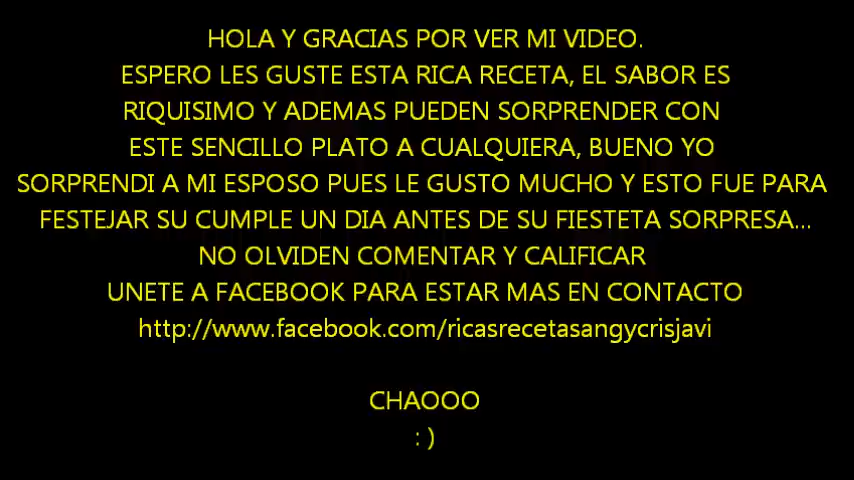 HOLA Y GRACIAS POR VER MI VIDEO.
ESPERO LES GUSTE ESTA RICA RECETA, EL SABOR ES
RIQUISIMO Y ADEMAS PUEDEN SORPRENDER CON
ESTE SENCILLO PLATO A CUALQUIERA, BUENO YO
SORPRENDI A MI ESPOSO PUES LE GUSTO MUCHO Y ESTO FUE PARA
FESTEJAR SU CUMPLE UN DIA ANTES DE SU FIESTETA SORPRESA...
NO OLVIDEN COMENTAR Y CALIFICAR
UNETE A FACEBOOK PARA ESTAR MAS EN CONTACTO
http://www.facebook.com/ricasrecetasangycrisjavi
CHAOOO
: )